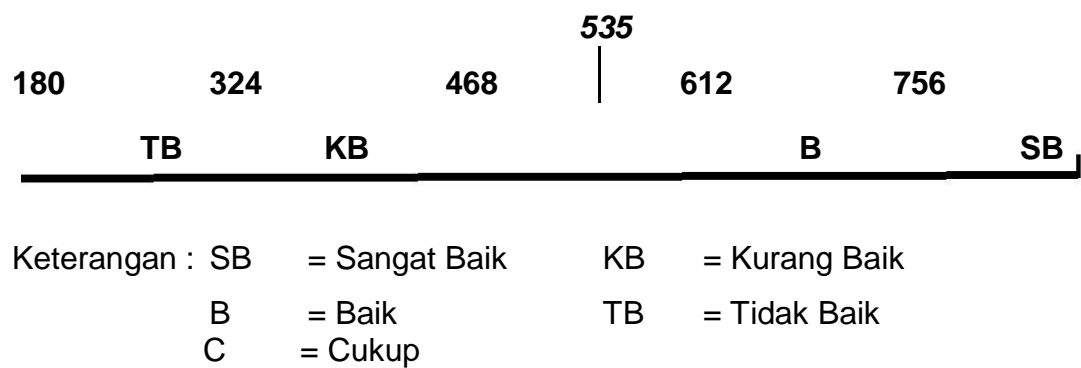 535
180 324 468 612 756
TB KB B SB
Keterangan : SB = Sangat Baik KB = Kurang Baik
B = Baik TB = Tidak Baik
C = Cukup